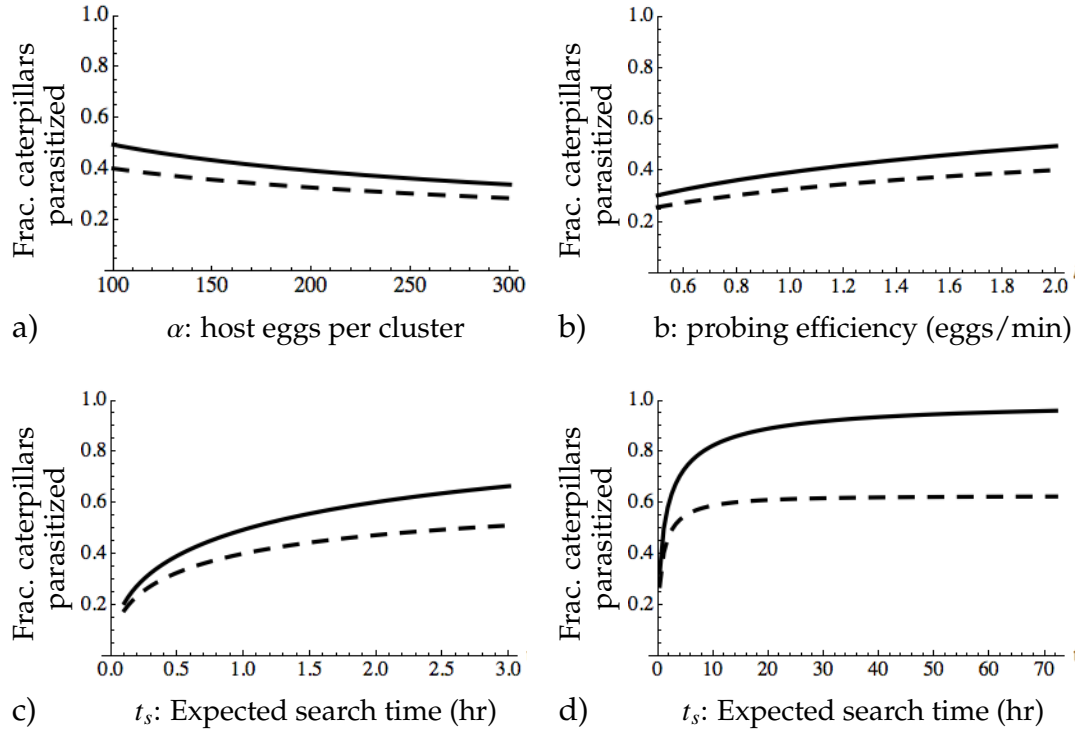 Frac. caterpillars
parasitized
1.0
0.8
0.6
0.4
0.2
100 150 200 250 300
a) α: host eggs per cluster
Frac. caterpillars
parasitized
1.0
0.8
0.6
0.4
0.2
0.6 0.8 1.0 1.2 1.4 1.6 1.8 2.0
b) b: probing efficiency (eggs/min)
Frac. caterpillars
parasitized
1.0
0.8
0.6
0.4
0.2
0.0 0.5 1.0 1.5 2.0 2.5 3.0
c) ts: Expected search time (hr)
Frac. caterpillars
parasitized
1.0
0.8
0.6
0.4
0.2
0 10 20 30 40 50 60 70
d) ts: Expected search time (hr)